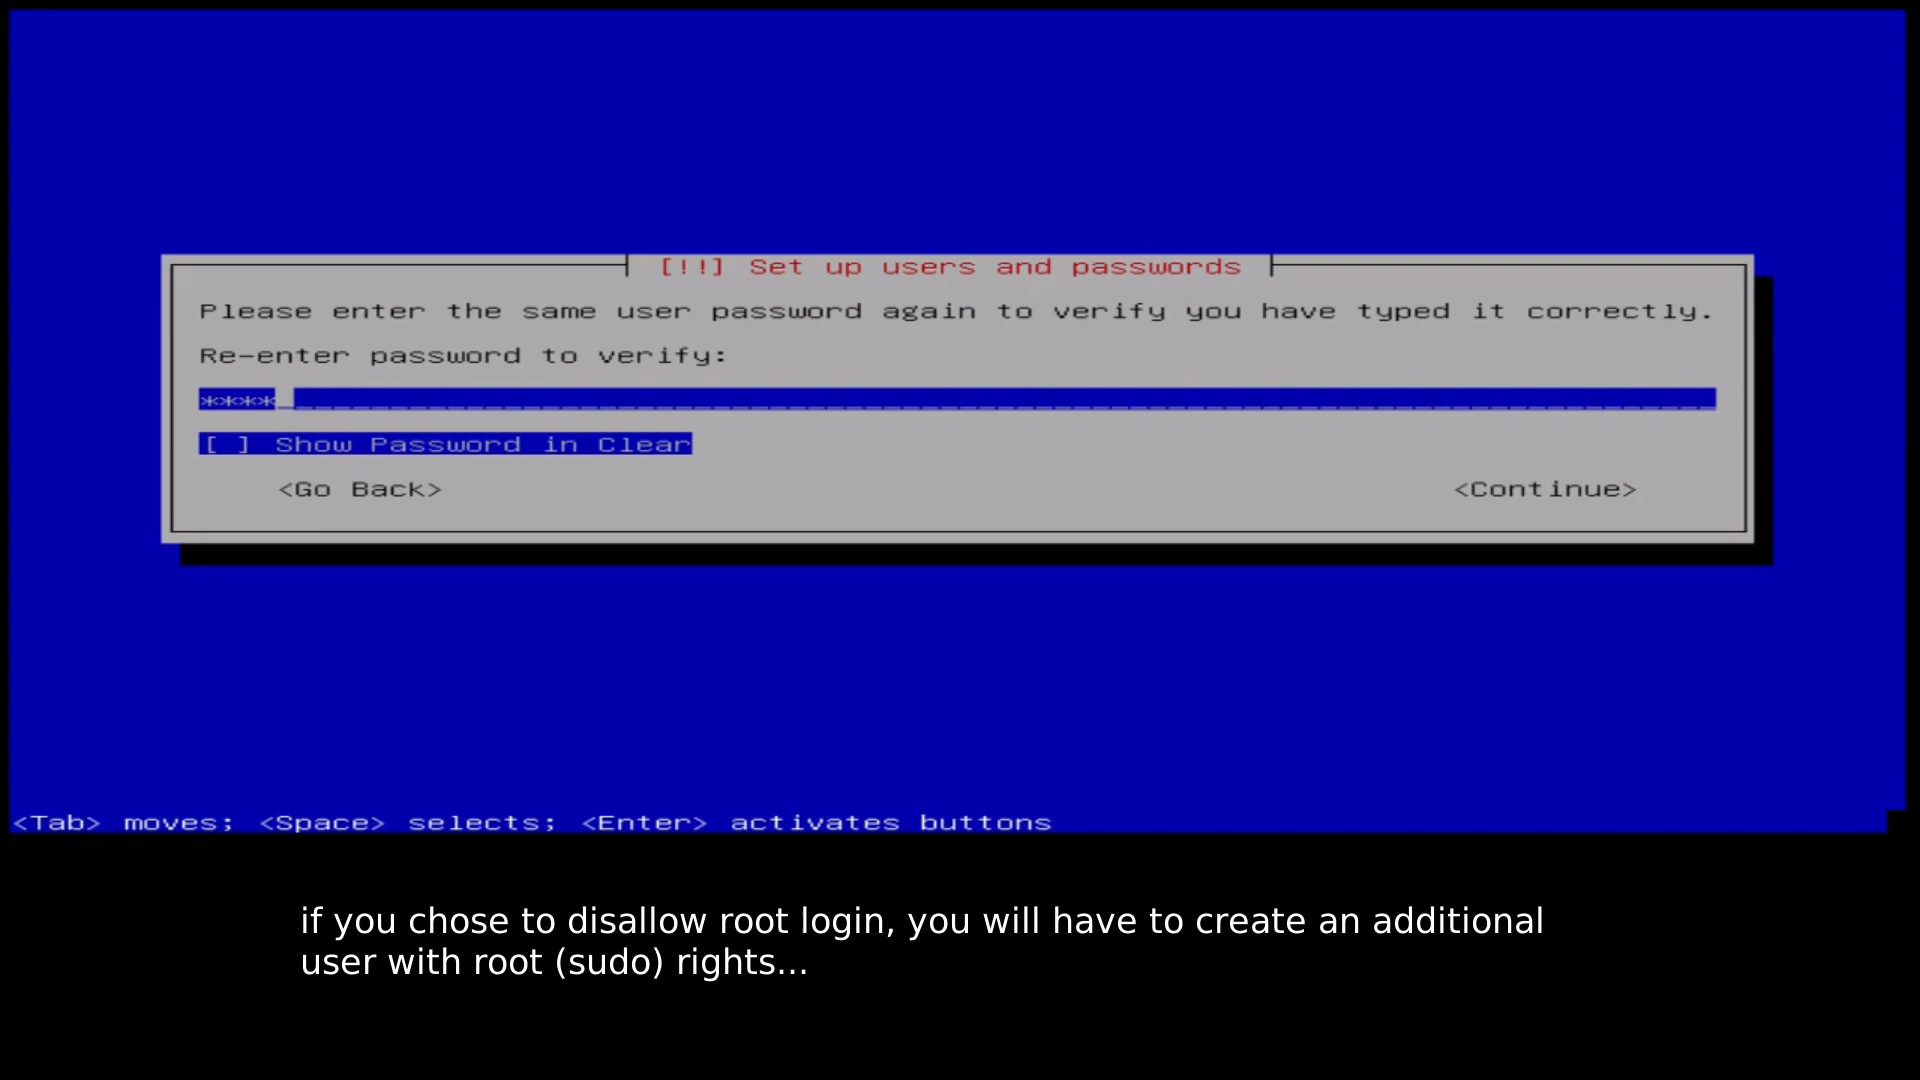 [!!] Set up users and passwords
Please enter the same user password again to verify you have typed it correctly.
Re-enter password to verify:
****
[ ] Show Password in Clear
<Go Back> <Continue>
<Tab> moves; <Space> selects; <Enter> activates buttons
if you chose to disallow root login, you will have to create an additional
user with root (sudo) rights...